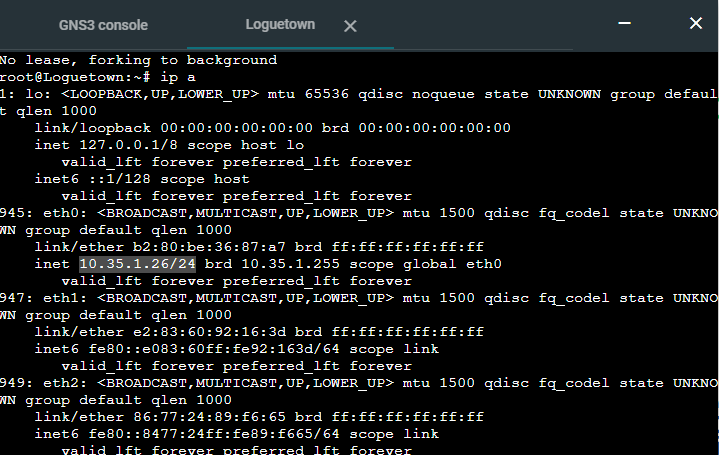 GNS3 console
Loguetown
No lease, forking to background
root@Loguetown:~# ip a
1: lo: <LOOPBACK,UP,LOWER_UP> mtu 65536 qdisc noqueue state UNKNOWN group defaul
t qlen 1000
link/loopback 00:00:00:00:00:00 brd 00:00:00:00:00:00
inet 127.0.0.1/8 scope host lo
valid_lft forever preferred_lft forever
inet6 ::1/128 scope host
valid_lft forever preferred_lft forever
945: eth0: <BROADCAST,MULTICAST,UP,LOWER_UP> mtu 1500 qdisc fq_codel state UNKNO
WN group default qlen 1000
link/ether b2:80:be:36:87:a7 brd ff:ff:ff:ff:ff:ff
inet 10.35.1.26/24 brd 10.35.1.255 scope global eth0
valid_lft forever preferred_lft forever
947: eth1: <BROADCAST,MULTICAST,UP,LOWER_UP> mtu 1500 qdisc fq_codel state UNKNO
WN group default qlen 1000
link/ether e2:83:60:92:16:3d brd ff:ff:ff:ff:ff:ff
inet6 fe80::e083:60ff:fe92:163d/64 scope link
valid_lft forever preferred_lft forever
949: eth2: <BROADCAST,MULTICAST,UP,LOWER_UP> mtu 1500 qdisc fq_codel state UNKNO
WN group default qlen 1000
link/ether 86:77:24:89:f6:65 brd ff:ff:ff:ff:ff:ff
inet6 fe80::8477:24ff:fe89:f665/64 scope link
valid_lft forever preferred_lft forever